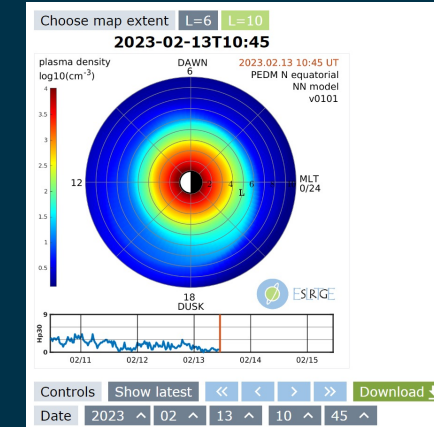 Choose map extent L=6 L=10
2023-02-13T10:45
plasma density
log10(cm-3)
DAWN
6
2023.02.13 10:45 UT
PEDM N equatorial
NN model
v0101
4
3.5
3
2.5
2
1.5
1
0.5
12
4 6
L
MLT
0/24
18
DUSK
ESRGE
Hp30
9
0
02/11 02/12 02/13 02/14 02/15
Controls Show latest « < > » Download
Date 2023 ^ 02 ^ 13 ^ 10 ^ 45 ^